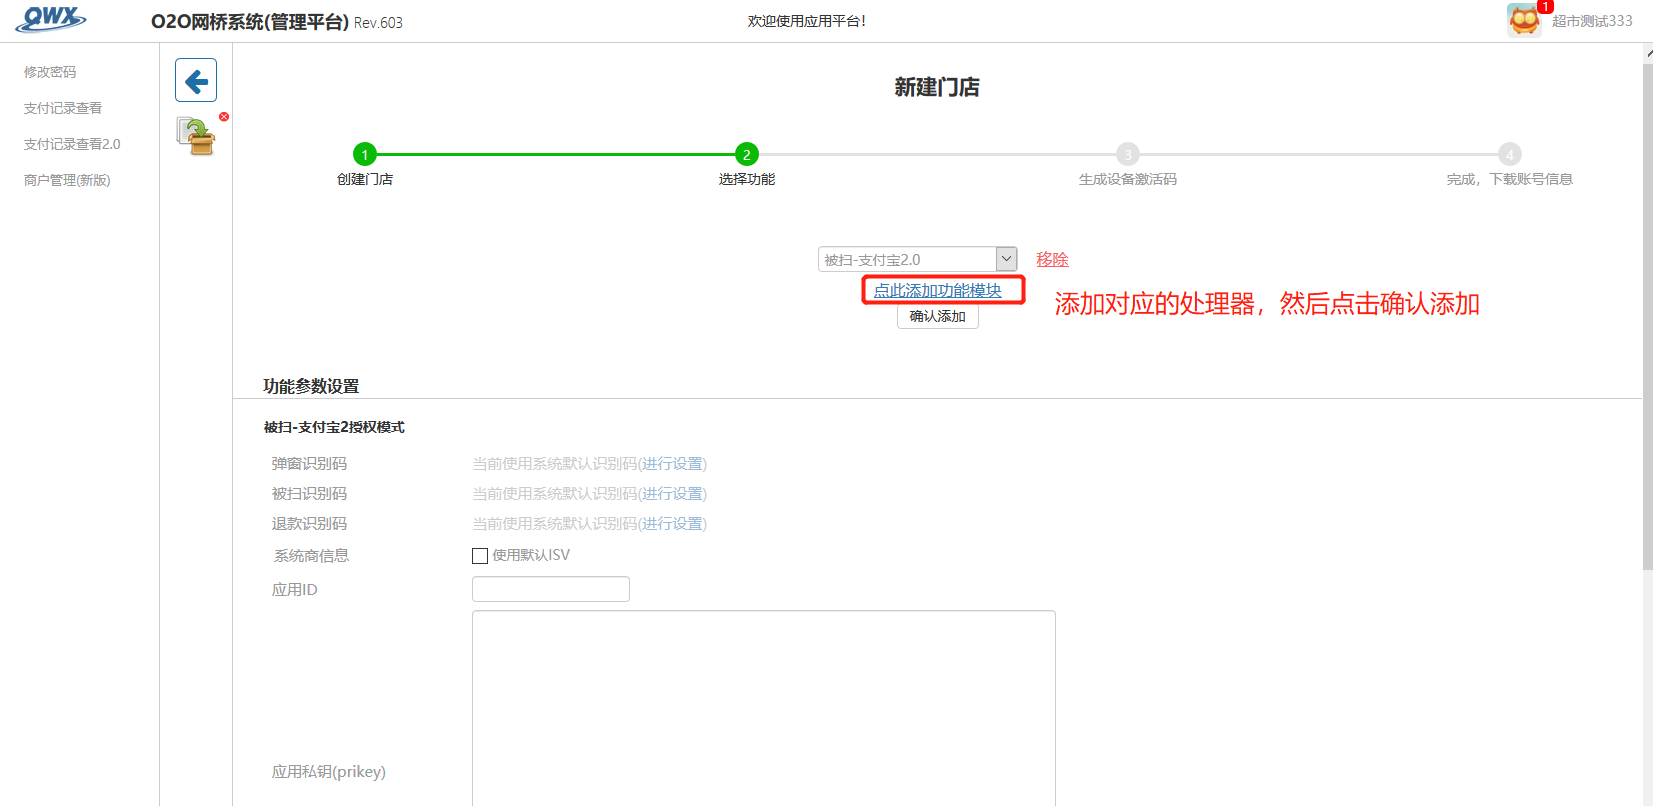 QWX
O2O网桥系统(管理平台) Rev.603
欢迎使用应用平台!
1
超市测试333
修改密码
支付记录查看
支付记录查看2.0
商户管理(新版)
新建门店
1
2
3
4
创建门店
选择功能
生成设备激活码
完成，下载账号信息
被扫-支付宝2.0
移除
点此添加功能模块
添加对应的处理器，然后点击确认添加
确认添加
功能参数设置
被扫-支付宝2授权模式
弹窗识别码 当前使用系统默认识别码(进行设置)
被扫识别码 当前使用系统默认识别码(进行设置)
退款识别码 当前使用系统默认识别码(进行设置)
系统商信息 使用默认ISV
应用ID
应用私钥(prikey)